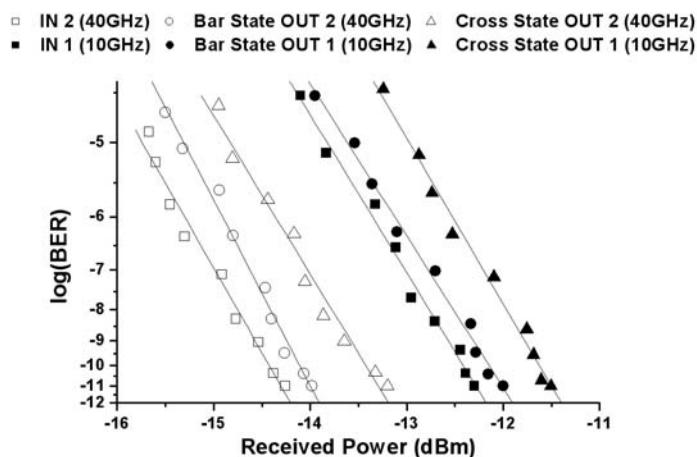 IN 2 (40GHz) Bar State OUT 2 (40GHz) Cross State OUT 2 (40GHz)
IN 1 (10GHz) Bar State OUT 1 (10GHz) Cross State OUT 1 (10GHz)
-5
-6
-7
-8
-9
-10
-11
-12
log(BER)
-16 -15 -14 -13 -12 -11
Received Power (dBm)